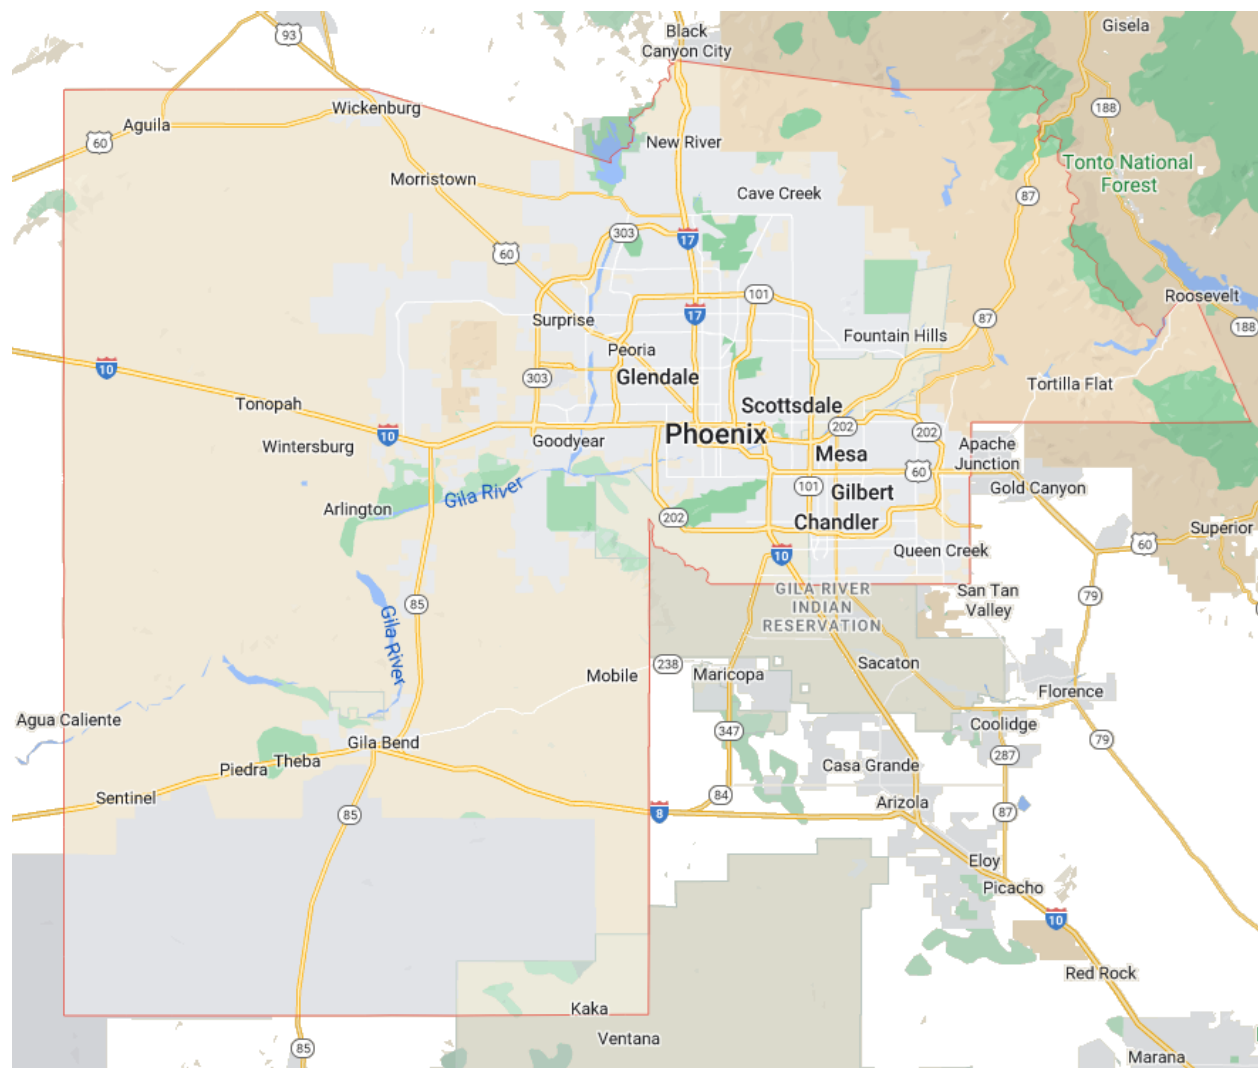 Gisela
Black
Canyon City
93
Wickenburg
188
Aguila
60
New River
Tonto National
Forest
Morristown
Cave Creek
87
303
17
60
101
Roosevelt
17
Surprise
87
188
Fountain Hills
Peoria
10
Glendale
303
Tortilla Flat
Tonopah
Scottsdale
10
Phoenix
202
202
Wintersburg
Goodyear
Mesa
Apache
Junction
60
Gila River
101
Gilbert
Gold Canyon
Arlington
202
Chandler
Superior
60
10
Queen Creek
GILA RIVER
INDIAN
RESERVATION
San Tan
Valley
79
85
Gila River
Sacaton
238
Mobile
Maricopa
Florence
Agua Caliente
Coolidge
347
Gila Bend
79
287
Theba
Piedra
Casa Grande
Sentinel
84
Arizola
85
8
87
Eloy
Picacho
10
Red Rock
Kaka
Ventana
85
Marana